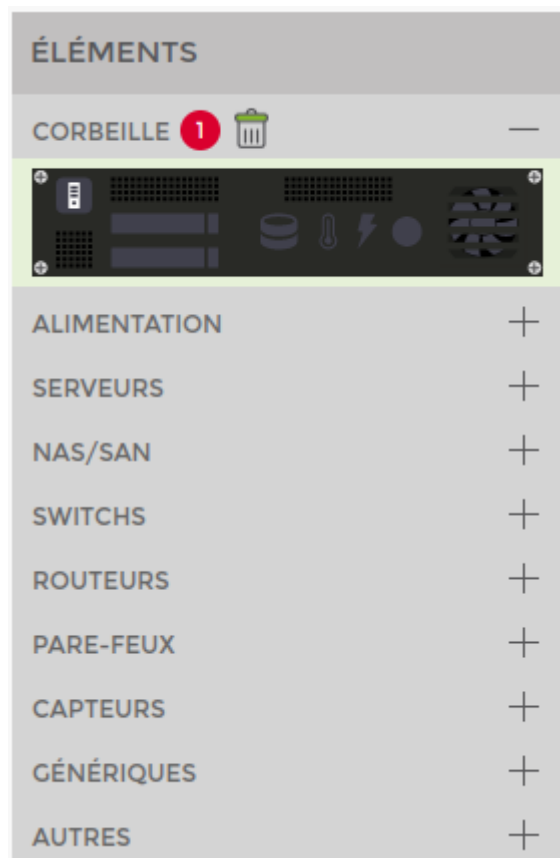 ÉLÉMENTS
CORBEILLE 1
ALIMENTATION
SERVEURS
NAS/SAN
SWITCHS
ROUTEURS
PARE-FEUX
CAPTEURS
GÉNÉRIQUES
AUTRES